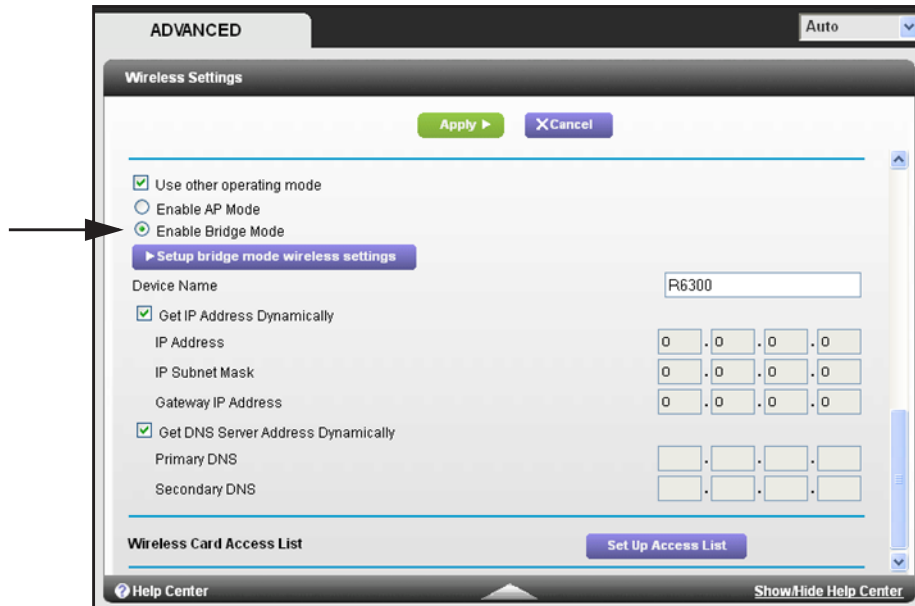 ADVANCED
Auto
Wireless Settings
Apply
XCancel
Use other operating mode
Enable AP Mode
Enable Bridge Mode
Setup bridge mode wireless settings
Device Name
R6300
Get IP Address Dynamically
IP Address 0 . 0 . 0 . 0
IP Subnet Mask 0 . 0 . 0 . 0
Gateway IP Address 0 . 0 . 0 . 0
Get DNS Server Address Dynamically
Primary DNS . . .
Secondary DNS . . .
Wireless Card Access List
Set Up Access List
? Help Center
Show/Hide Help Center